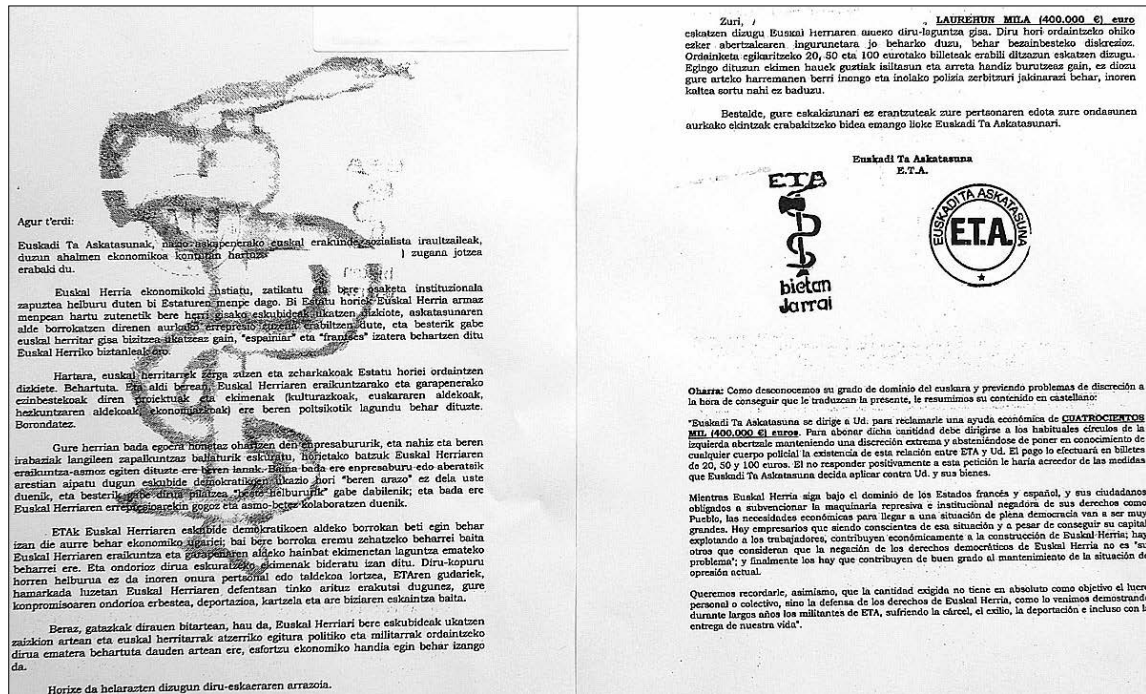 Agur t'erdi:
Euskadi Ta Askatasunak, nazio askapenerako euskal erakunde sozialista iraultzaileak,
duzun ahalmen ekonomikoa kontutan hartuz ) zugana jotzea
erabaki du.
Euskal Herria ekonomikoki ustiatu, zatikatu eta bere osaketa instituzionala
zapuztea helburu duten bi Estaturen menpe dago. Bi Estatu horiek Euskal Herria armaz
menpean hartu zutenetik bere herri gisako eskubideak ukatzen dizkiote, askatasunaren
alde borrokatzen direnen aurkako errepresio zuzena erabiltzen dute, eta besterik gabe
euskal herritar gisa bizitzea ukatzeaz gain, "espainiar" eta "frantses" izatera behartzen ditu
Euskal Herriko biztanleak oro.
Hartara, euskal herritarrek zerga zuzen eta zeharkakoak Estatu horiei ordaintzen
dizkiete. Behartuta. Eta aldi berean, Euskal Herriaren eraikuntzarako eta garapenerako
ezinbestekoak diren proiektuak eta ekimenak (kulturazkoak, euskararen aldekoak,
hezkuntzaren aldekoak, ekonomiazkoak) ere beren poltsikotik lagundu behar dituzte.
Borondatez.
Gure herrian bada egoera honetaz ohartzen den enpresabururik, eta nahiz eta beren
irabaziak langileen zapalkuntzaz baliaturik eskuratu, horietako batzuk Euskal Herriaren
eraikuntza-asmoz egiten dituzte ere beren lanak. Baina bada ere enpresaburu edo aberatsik
arestian aipatu dugun eskubide demokratikoen ukazio hori "beren arazo" ez dela uste
duenik, eta besterik gabe dirua pilatzea "beste helbururik" gabe dabilenik; eta bada ere
Euskal Herriaren errepresioarekin gogoz eta asmo betez kolaboratzen duenik.
ETAk Euskal Herriaren eskubide demokratikoen aldeko borrokan beti egin behar
izan die aurre behar ekonomiko ugariei; bai bere borroka eremu zehatzeko beharrei baita
Euskal Herriaren eraikuntza eta garapenaren aldeko hainbat ekimenetan laguntza emateko
beharrei ere. Eta ondorioz dirua eskuratzeko ekimenak bideratu izan ditu. Diru-kopuru
horren helburua ez da inoren onura pertsonal edo taldekoa lortzea, ETAren gudariek,
hamarkada luzetan Euskal Herriaren defentsan tinko arituz erakutsi dugunez, gure
konpromisoaren ondorioa erbestea, deportazioa, kartzela eta are biziaren eskaintza baita.
Beraz, gatazkak dirauen bitartean, hau da, Euskal Herriari bere eskubideak ukatzen
zaizkion artean eta euskal herritarrak atzerriko egitura politiko eta militarrak ordaintzeko
dirua ematera behartuta dauden artean ere, esfortzu ekonomiko handia egin behar izango
da.
Horixe da helarazten dizugun diru-eskaeraren arrazoia.
Zuri, LAUREHUN MILA (400.000 €) euro
eskatzen dizugu Euskal Herriaren aldeko diru-laguntza gisa. Diru hori ordaintzeko ohiko
ezker abertzalearen ingurunetara jo beharko duzu, behar bezainbesteko diskrezioz.
Ordainketa egikaritzeko 20, 50 eta 100 eurotako billeteak erabili ditzazun eskatzen dizugu.
Egingo dituzun ekimen hauek guztiak isiltasun eta arreta handiz burutzeaz gain, ez diozu
gure arteko harremanen berri inongo eta inolako polizia zerbitzuri jakinarazi behar, inoren
kaltea sortu nahi ez baduzu.
Bestalde, gure eskakizunari ez erantzuteak zure pertsonaren edota zure ondasunen
aurkako ekintzak erabakitzeko bidea emango lioke Euskadi Ta Askatasunari.
Euskadi Ta Askatasuna
E.T.A.
ETA
bietan
Jarrai
EUSKADI TA ASKATASUNA
E.T.A.
Oharra: Como desconocemos su grado de dominio del euskara y previendo problemas de discreción a
la hora de conseguir que le traduzcan la presente, le resumimos su contenido en castellano:
"Euskadi Ta Askatasuna se dirige a Ud. para reclamarle una ayuda económica de CUATROCIENTOS
MIL (400.000 €) euros. Para abonar dicha cantidad debe dirigirse a los habituales círculos de la
izquierda abertzale manteniendo una discreción extrema y absteniéndose de poner en conocimiento de
cualquier cuerpo policial la existencia de esta relación entre ETA y Ud. El pago lo efectuará en billetes
de 20, 50 y 100 euros. El no responder positivamente a esta petición le haría acreedor de las medidas
que Euskadi Ta Askatasuna decida aplicar contra Ud. y sus bienes.
Mientras Euskal Herria siga bajo el dominio de los Estados francés y español, y sus ciudadanos
obligados a subvencionar la maquinaria represiva e institucional negadora de sus derechos como
Pueblo, las necesidades económicas para llegar a una situación de plena democracia van a ser muy
grandes. Hay empresarios que siendo conscientes de esa situación y a pesar de conseguir su capital
explotando a los trabajadores, contribuyen económicamente a la construcción de Euskal Herria; hay
otros que consideran que la negación de los derechos democráticos de Euskal Herria no es "su
problema"; y finalmente los hay que contribuyen de buen grado al mantenimiento de la situación de
opresión actual.
Queremos recordarle, asimismo, que la cantidad exigida no tiene en absoluto como objetivo el lucro
personal o colectivo, sino la defensa de los derechos de Euskal Herria, como lo venimos demostrando
durante largos años los militantes de ETA, sufriendo la cárcel, el exilio, la deportación e incluso con la
entrega de nuestra vida".